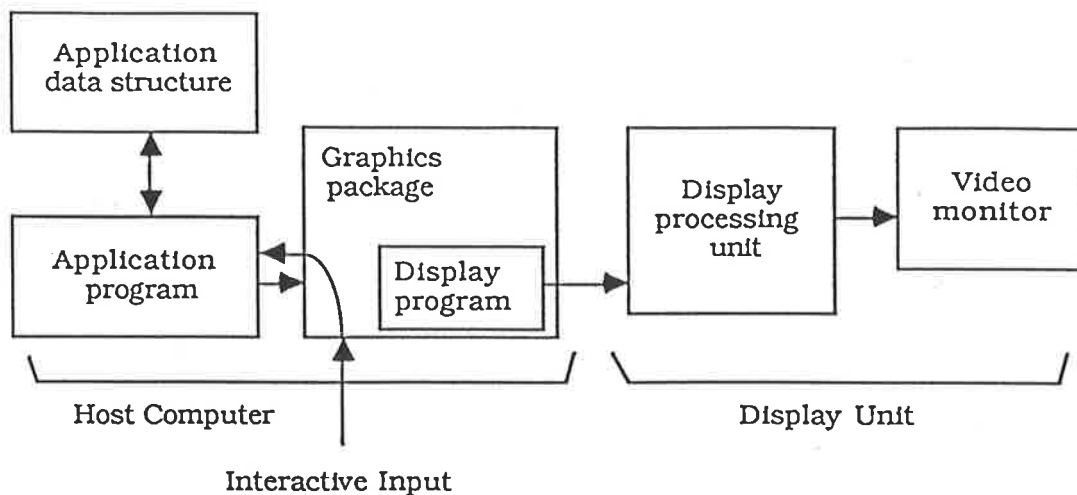 Application
data structure
Application
program
Graphics
package
Display
program
Display
processing
unit
Video
monitor
Host Computer
Display Unit
Interactive Input